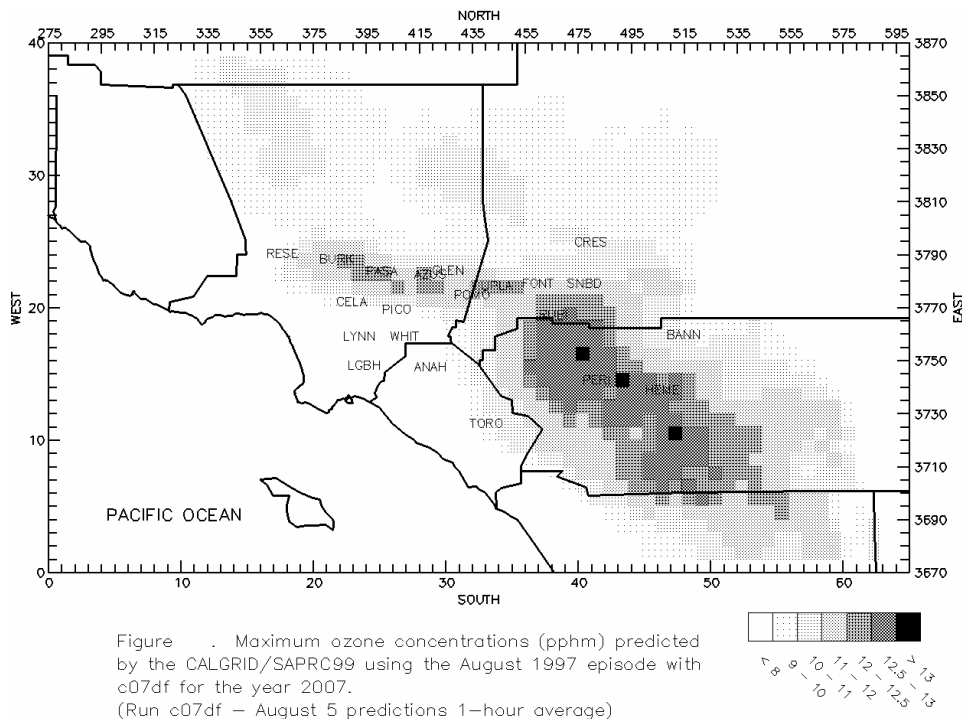 NORTH
275 295 315 335 355 375 395 415 435 455 475 495 515 535 555 575 595
40 3870
3850
3830
30
3810
CRES
RESE BURK 3790
PASA AZUS GLEN
POMO UPLA FONT SNBD
CELA PICO
WEST 20 3770 EAST
RUBI
LYNN WHIT BANN
LGBH ANAH 3750
PERI HEME
3730
TORO
10
3710
PACIFIC OCEAN
3690
0 3670
0 10 20 30 40 50 60
SOUTH
Figure . Maximum ozone concentrations (pphm) predicted
by the CALGRID/SAPRC99 using the August 1997 episode with
c07df for the year 2007.
(Run c07df – August 5 predictions 1-hour average)
< 8
9 - 10
10 - 11
11 - 12
12 - 12.5
12.5 - 13
> 13